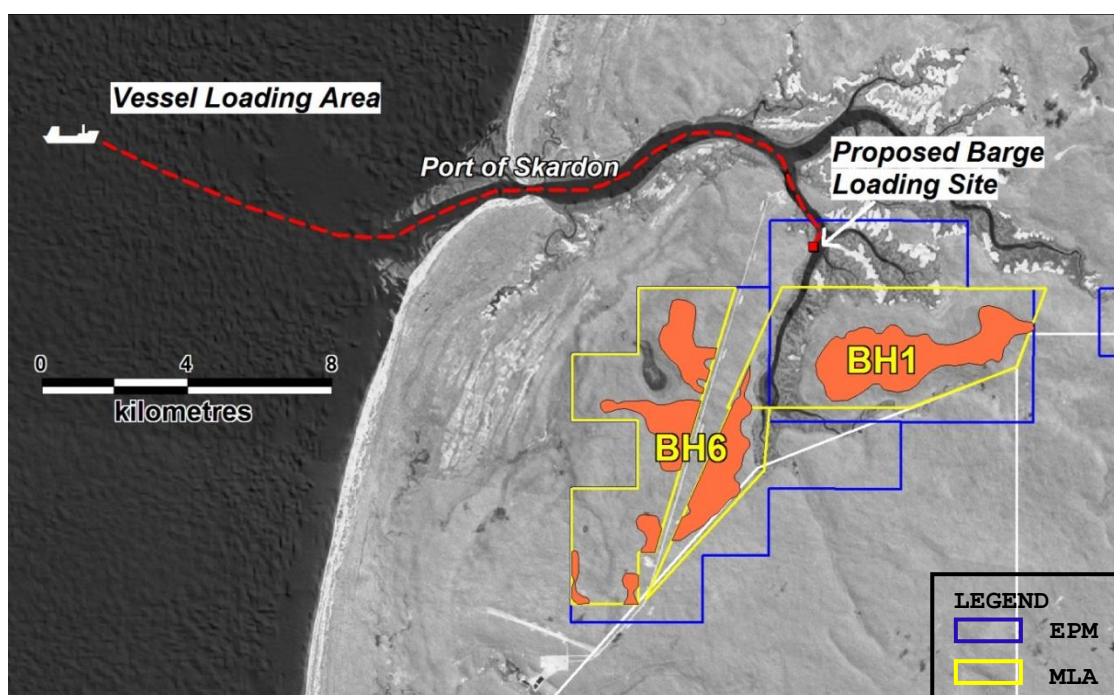 Vessel Loading Area
Port of Skardon
Proposed Barge
Loading Site
BH1
0 4 8
kilometres
BH6
LEGEND
EPM
MLA